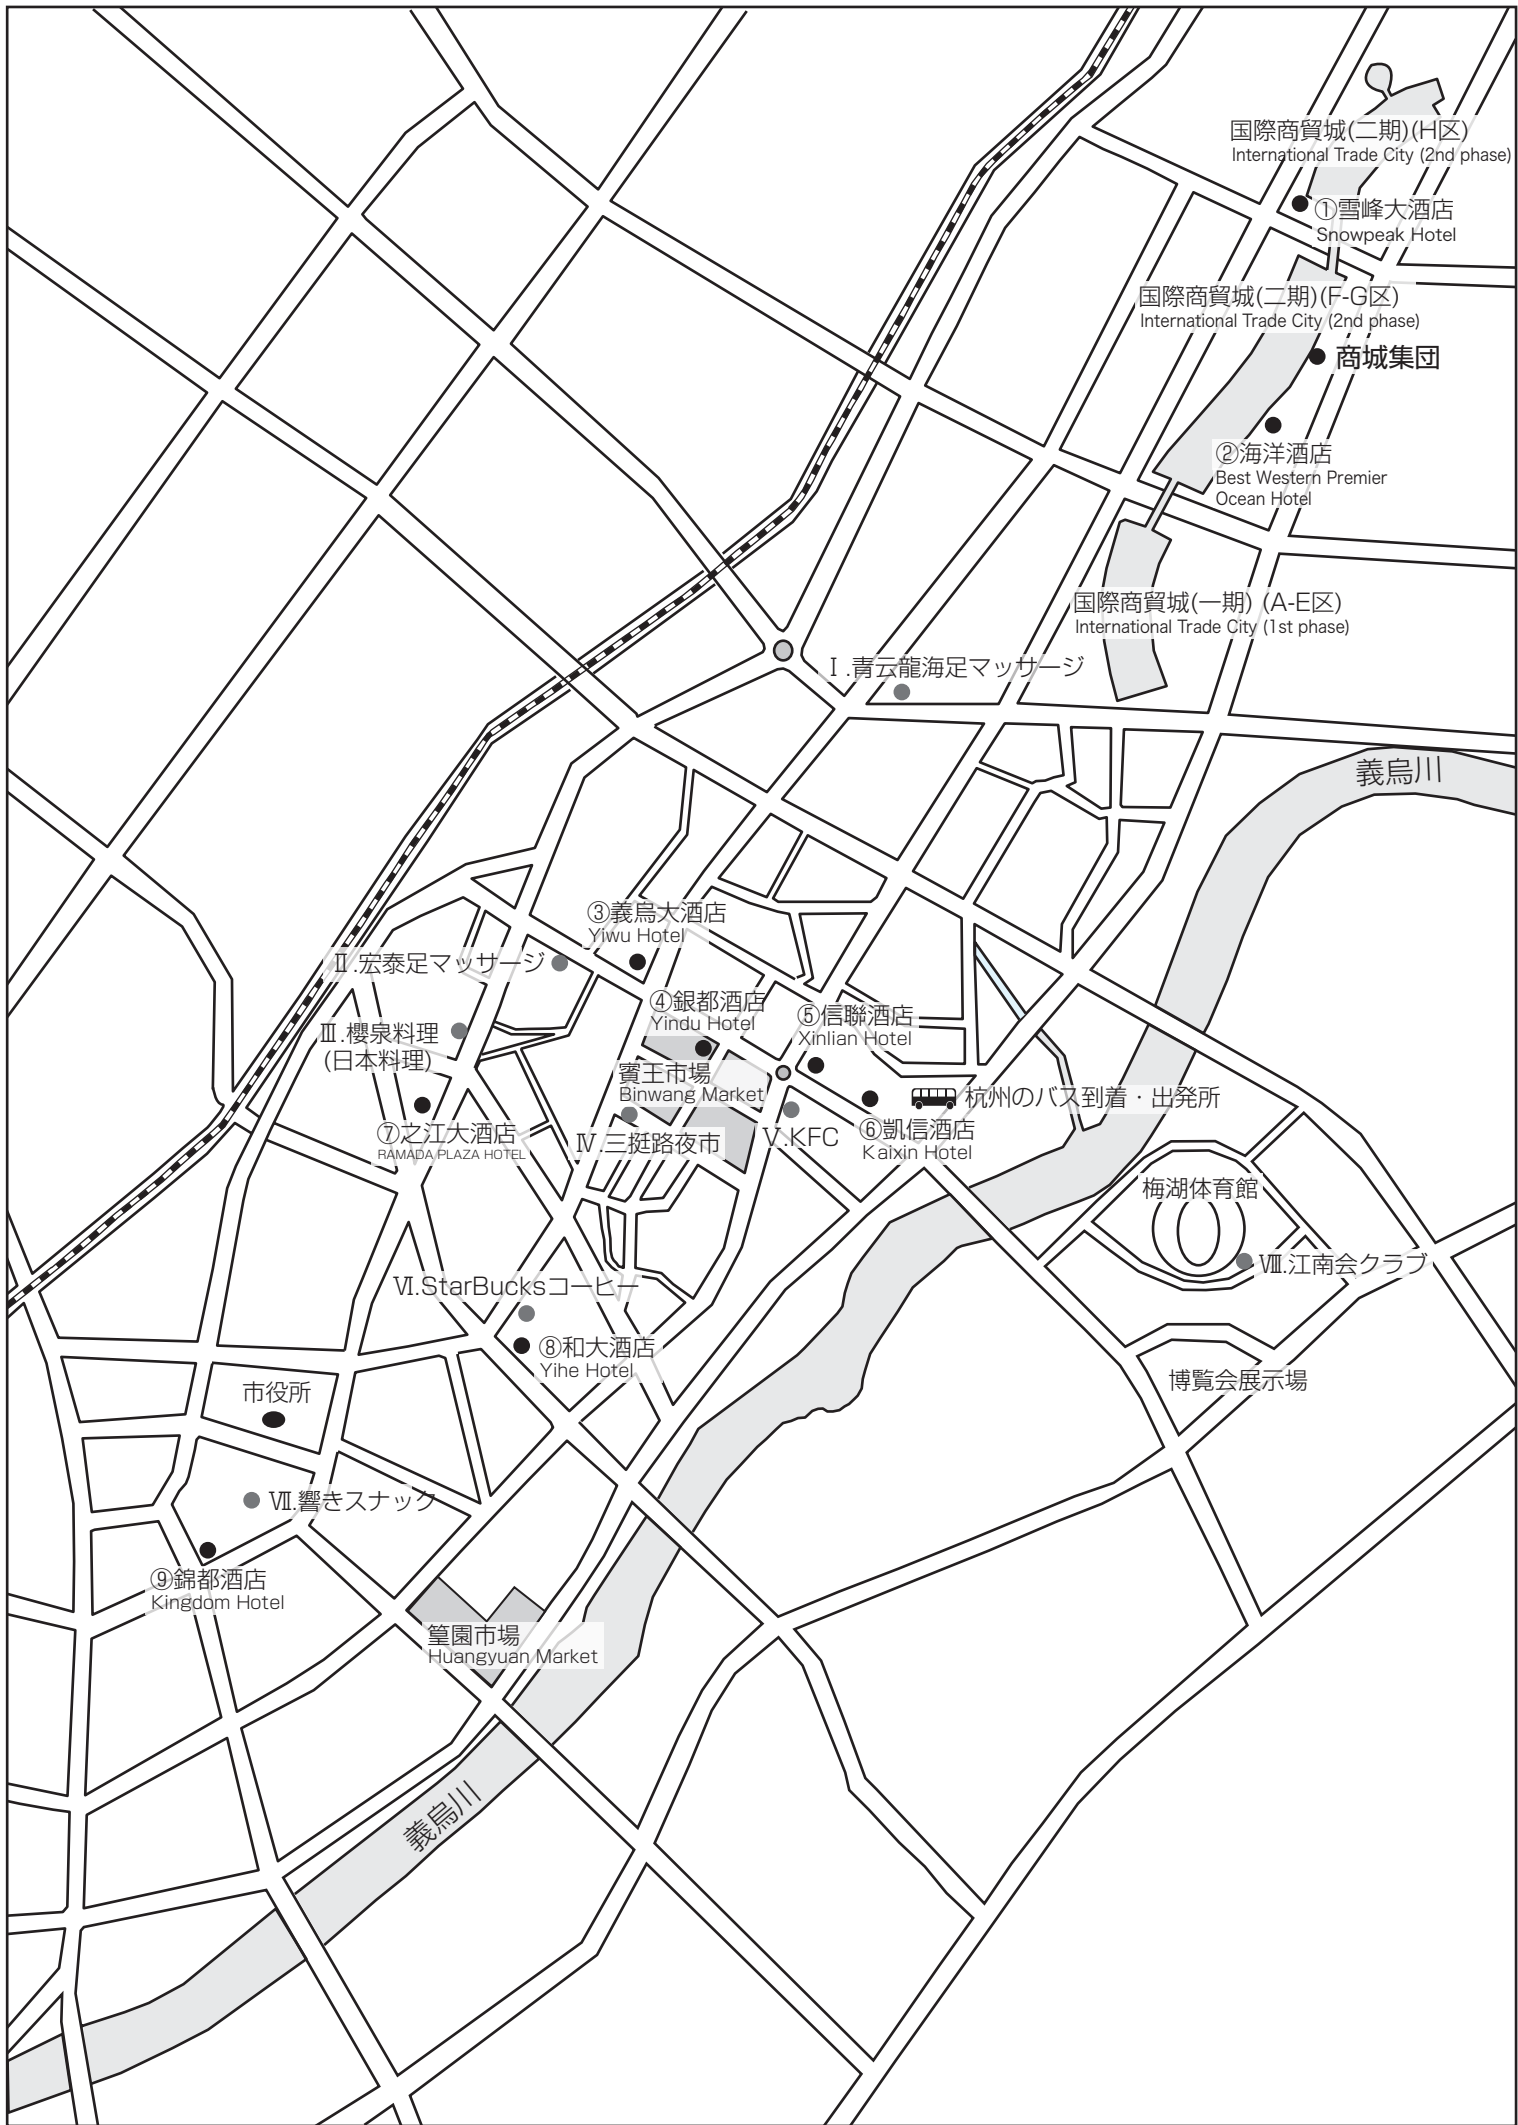 国際商貿城(二期)(H区)
International Trade City (2nd phase)
①雪峰大酒店
Snowpeak Hotel
国際商貿城(二期)(F-G区)
International Trade City (2nd phase)
商城集団
②海洋酒店
Best Western Premier
Ocean Hotel
国際商貿城(一期) (A-E区)
International Trade City (1st phase)
Ⅰ.青云龍海足マッサージ
義烏川
③義烏大酒店
Yiwu Hotel
Ⅱ.宏泰足マッサージ
④銀都酒店
Yindu Hotel
⑤信聯酒店
Xinlian Hotel
Ⅲ.櫻泉料理
(日本料理)
賓王市場
Binwang Market
杭州のバス到着・出発所
⑦之江大酒店
RAMADA PLAZA HOTEL
Ⅳ.三挺路夜市
Ⅴ.KFC
⑥凱信酒店
Kaixin Hotel
梅湖体育館
Ⅷ.江南会クラブ
Ⅵ.StarBucksコーヒー
⑧和大酒店
Yihe Hotel
博覧会展示場
市役所
Ⅶ.響きスナック
⑨錦都酒店
Kingdom Hotel
篁園市場
Huangyuan Market
義烏川